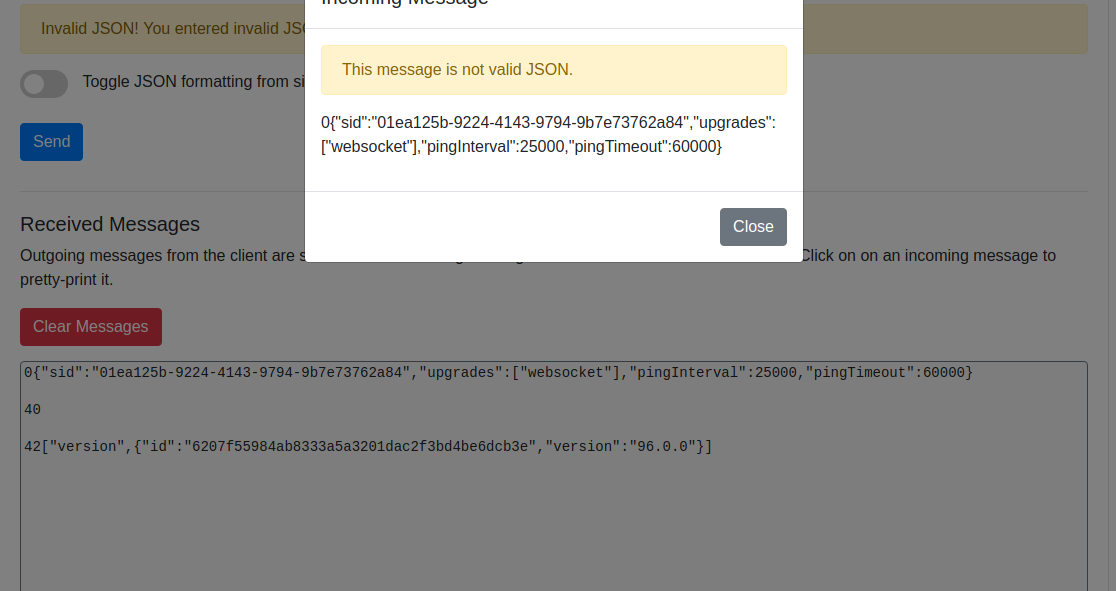 Incoming Message
Invalid JSON! You entered invalid JS
This message is not valid JSON.
Toggle JSON formatting from si
0{"sid":"01ea125b-9224-4143-9794-9b7e73762a84","upgrades":
["websocket"],"pingInterval":25000,"pingTimeout":60000}
Send
Close
Received Messages
Outgoing messages from the client are Click on on an incoming message to
pretty-print it.
Clear Messages
0{"sid":"01ea125b-9224-4143-9794-9b7e73762a84","upgrades":["websocket"],"pingInterval":25000,"pingTimeout":60000}
40
42["version",{"id":"6207f55984ab8333a5a3201dac2f3bd4be6dcb3e","version":"96.0.0"}]